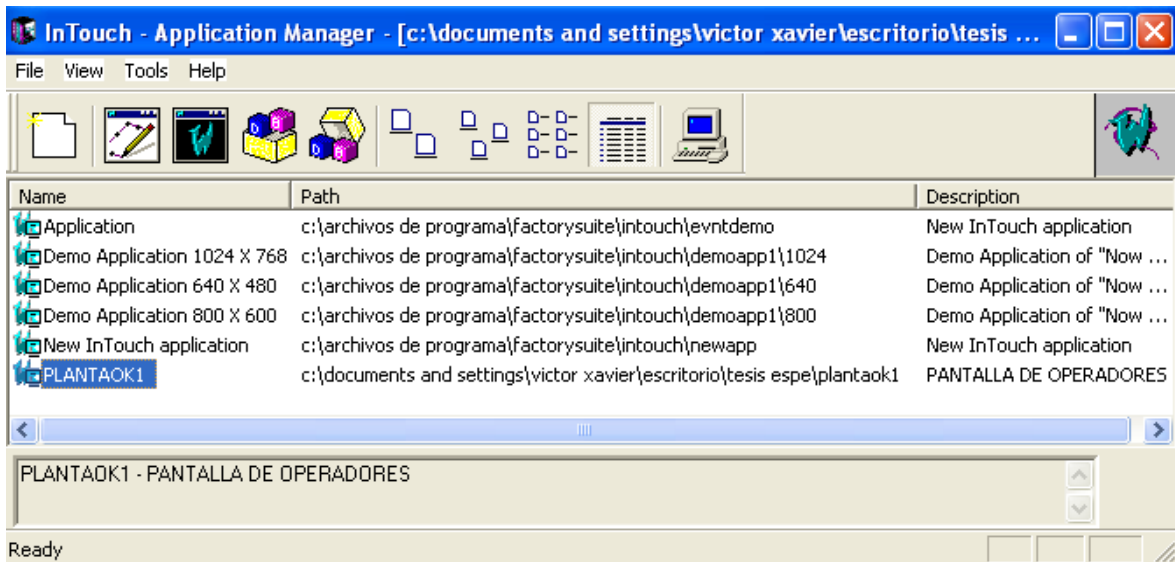 InTouch - Application Manager - [c:\documents and settings\victor xavier\escritorio\tesis ...
File View Tools Help
Name Path Description
Application c:\archivos de programa\factorysuite\intouch\evntdemo New InTouch application
Demo Application 1024 X 768 c:\archivos de programa\factorysuite\intouch\demoapp1\1024 Demo Application of "Now ...
Demo Application 640 X 480 c:\archivos de programa\factorysuite\intouch\demoapp1\640 Demo Application of "Now ...
Demo Application 800 X 600 c:\archivos de programa\factorysuite\intouch\demoapp1\800 Demo Application of "Now ...
New InTouch application c:\archivos de programa\factorysuite\intouch\newapp New InTouch application
PLANTAOK1 c:\documents and settings\victor xavier\escritorio\tesis espe\plantaok1 PANTALLA DE OPERADORES
PLANTAOK1 - PANTALLA DE OPERADORES
Ready